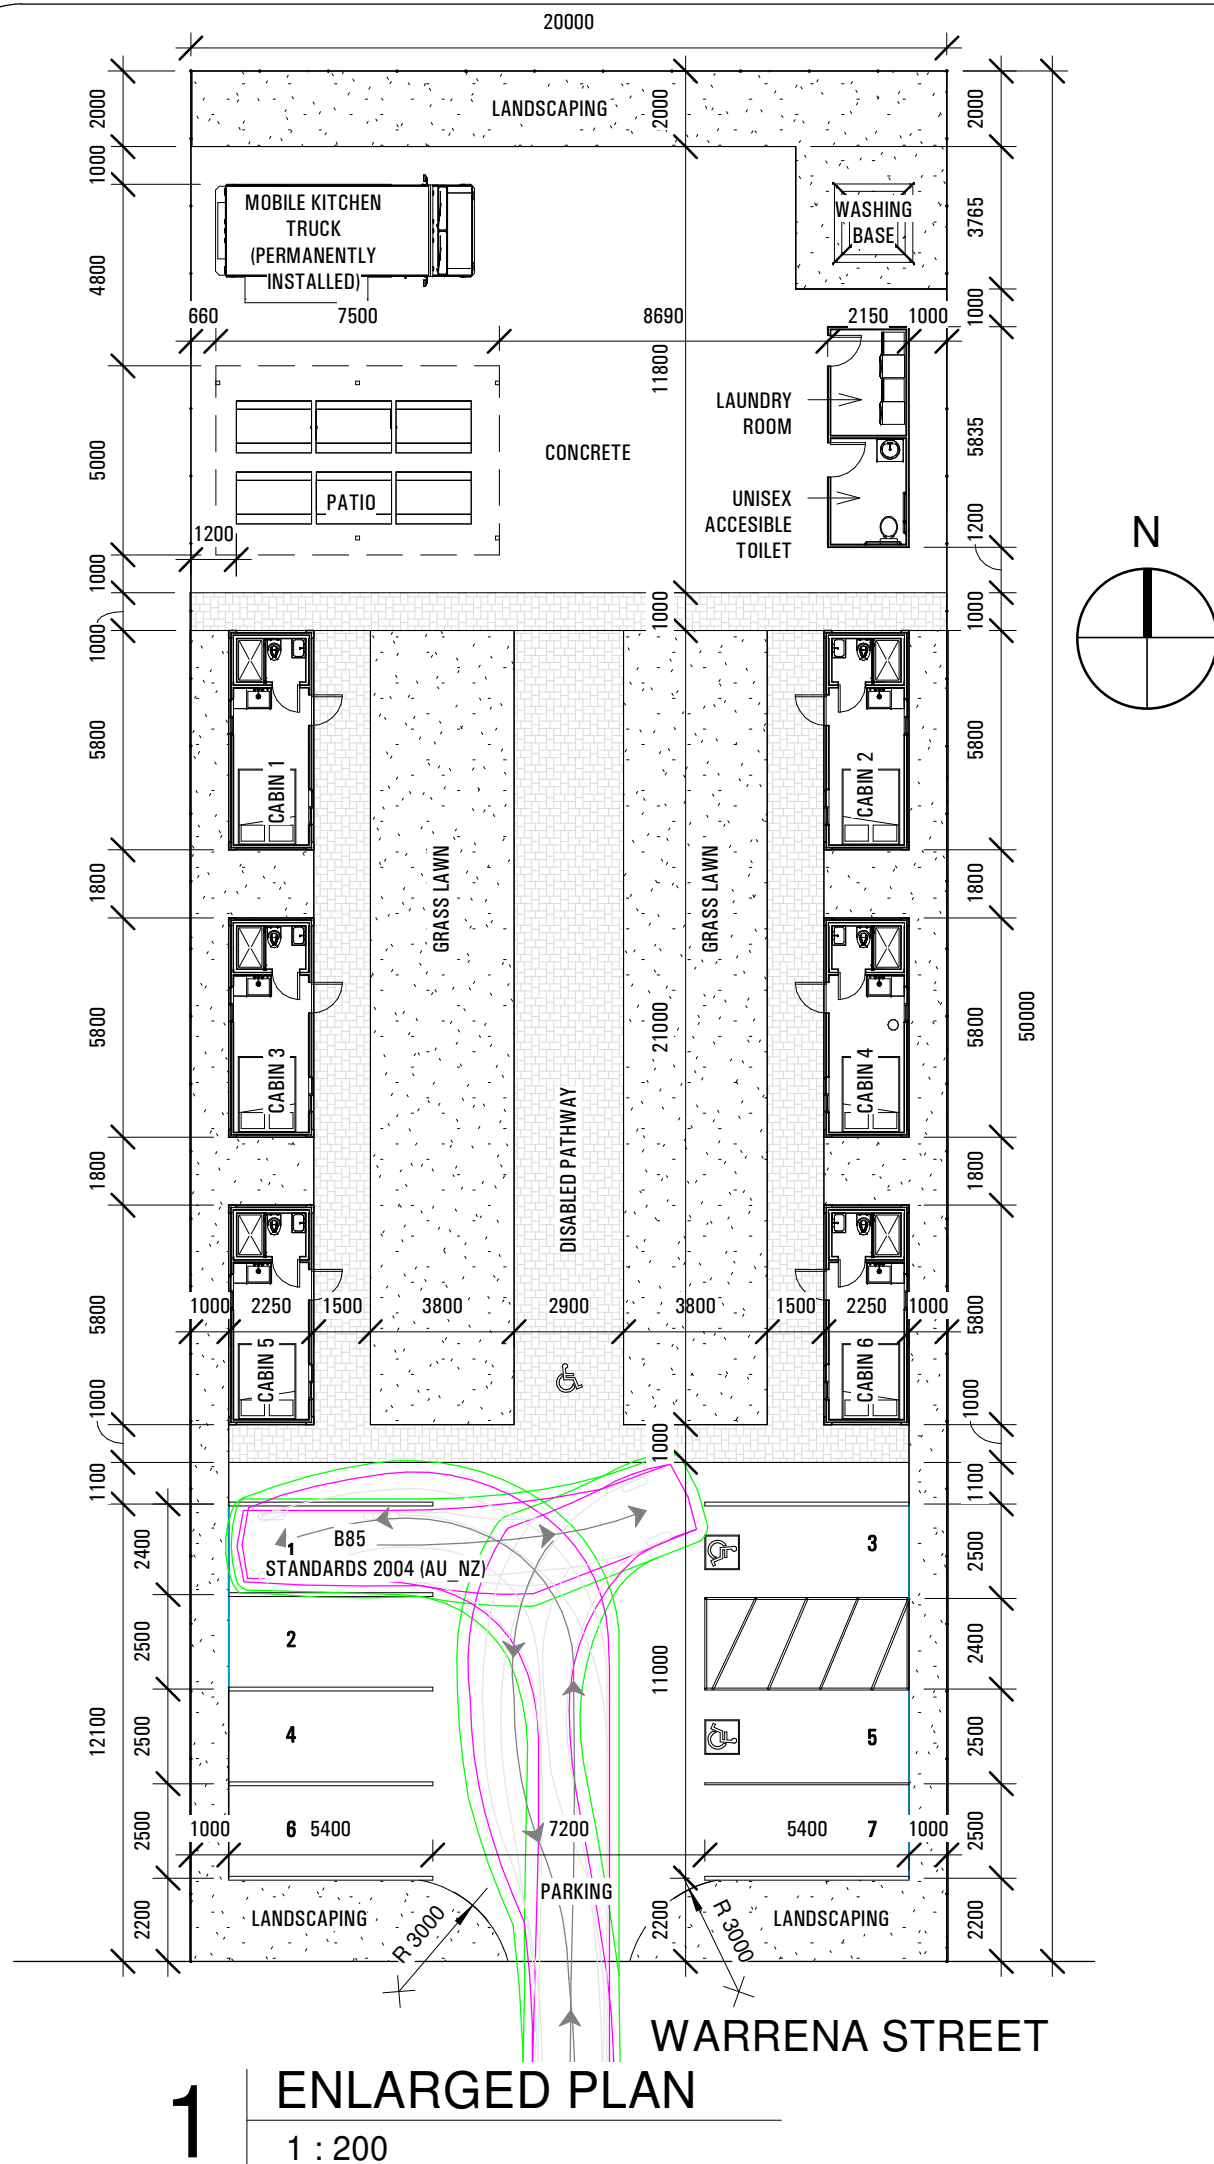 20000
2000
LANDSCAPING
2000
2000
1000
MOBILE KITCHEN
TRUCK
(PERMANENTLY
INSTALLED)
WASHING
BASE
3765
4800
660
7500
8690
2150
1000
1000
11800
LAUNDRY
ROOM
5000
CONCRETE
5835
PATIO
UNISEX
ACCESIBLE
TOILET
1200
1200
N
1000
1000
1000
1000
5800
CABIN 1
CABIN 2
5800
1800
GRASS LAWN
GRASS LAWN
1800
5800
CABIN 3
21000
CABIN 4
5800
50000
DISABLED PATHWAY
1800
1800
5800
1000
2250
1500
3800
2900
3800
1500
2250
1000
5800
CABIN 5
CABIN 6
1000
1000
1000
1100
1100
2400
1
B85
STANDARDS 2004 (AU_NZ)
3
2500
2500
2
11000
2400
12100
2500
4
5
2500
2500
1000
6
5400
7200
5400
7
1000
2500
PARKING
2200
LANDSCAPING
R 3000
2200
R 3000
LANDSCAPING
2200
WARRENA STREET
1
ENLARGED PLAN
1 : 200